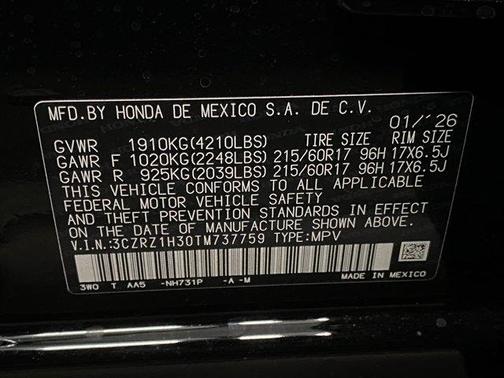 MFD.BY HONDA DE MEXICO S.A. DE C.V.
01/´26
GVWR 1910KG(4210LBS) TIRE SIZE RIM SIZE
GAWR F 1020KG(2248LBS) 215/60R17 96H 17X6.5J
GAWR R 925KG(2039LBS) 215/60R17 96H 17X6.5J
THIS VEHICLE CONFORMS TO ALL APPLICABLE
FEDERAL MOTOR VEHICLE SAFETY
AND THEFT PREVENTION STANDARDS IN EFFECT
ON THE DATE OF MANUFACTURE SHOWN ABOVE.
V.I.N:3CZRZ1H30TM737759 TYPE:MPV
3W0 T AA5 -NH731P -A -M
MADE IN MEXICO